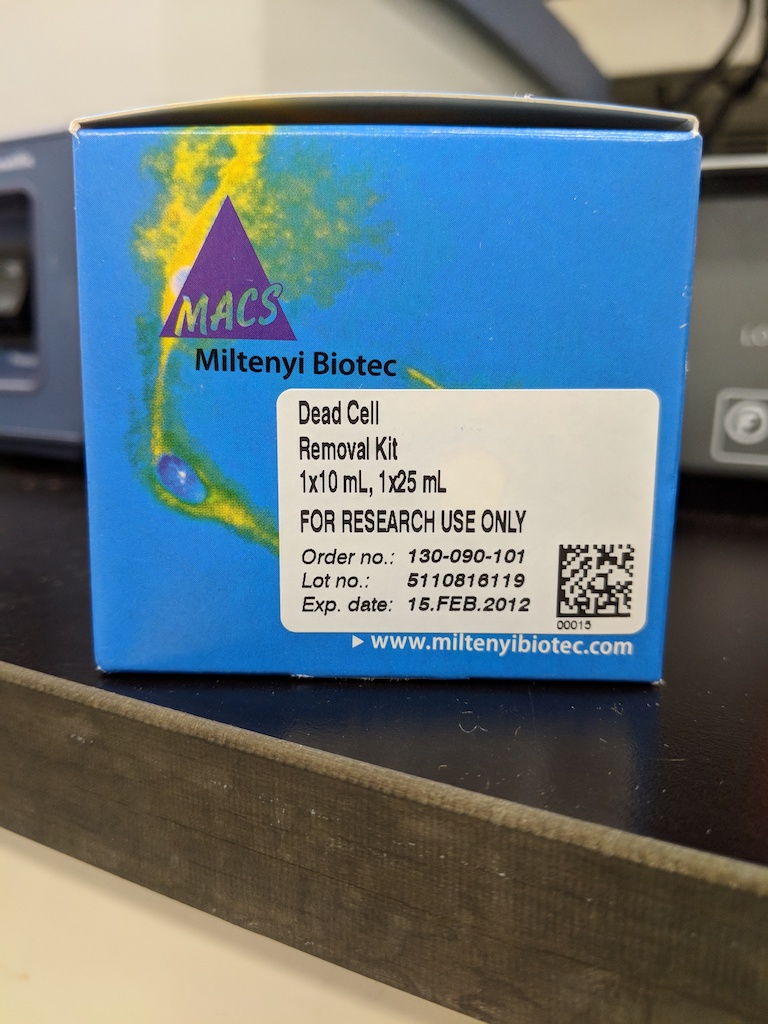 MACS
Miltenyi Biotec
Dead Cell
Removal Kit
1x10 mL, 1x25 mL
FOR RESEARCH USE ONLY
Order no.: 130-090-101
Lot no.: 5110816119
Exp. date: 15.FEB.2012
00015
www.miltenyibiotec.com